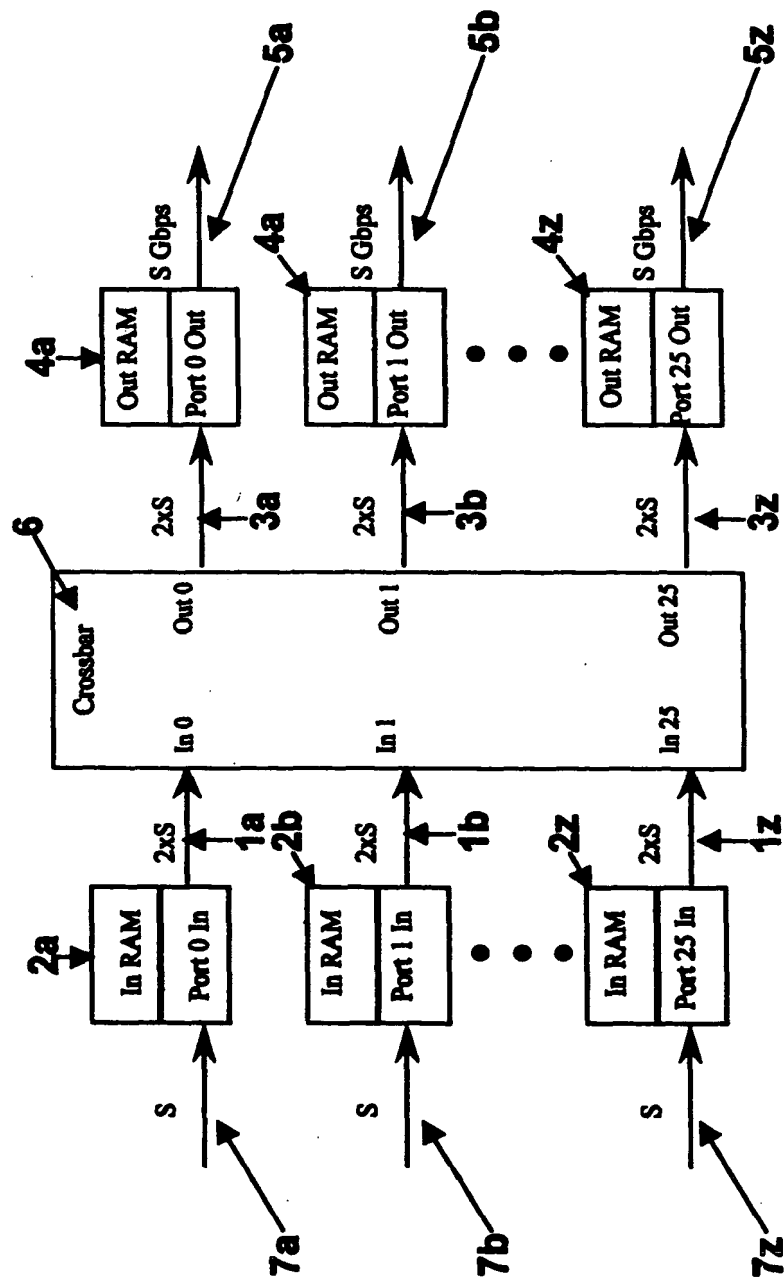 6
Crossbar
2a
4a
In RAM
Out RAM
S
Port 0 In
2xS
In 0
Out 0
2xS
Port 0 Out
S Gbps
7a
1a
3a
5a
2b
4a
In RAM
Out RAM
S
Port 1 In
2xS
In 1
Out 1
2xS
Port 1 Out
S Gbps
7b
1b
3b
5b
2z
4z
In RAM
Out RAM
S
Port 25 In
2xS
In 25
Out 25
2xS
Port 25 Out
S Gbps
7z
1z
3z
5z